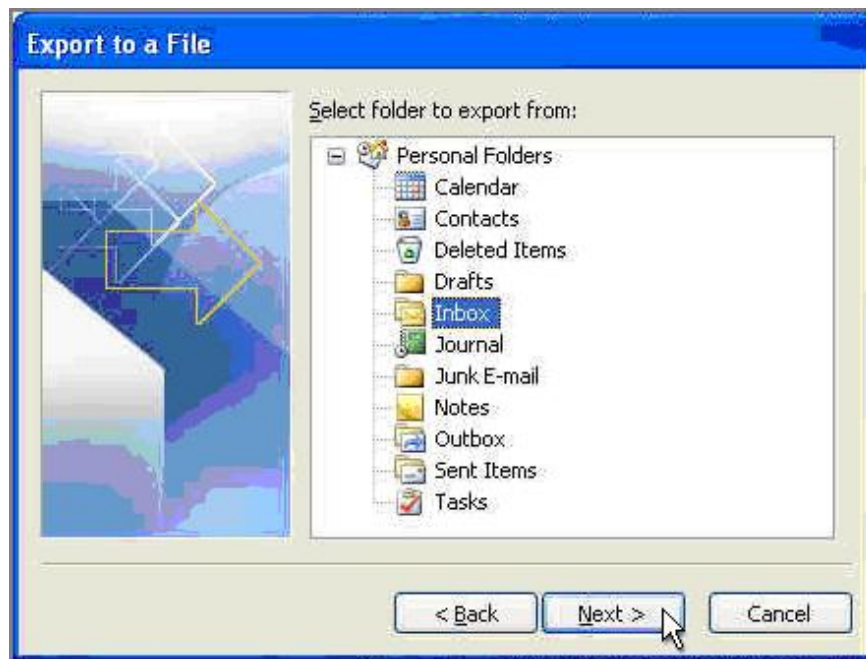 Export to a File
Select folder to export from:
Personal Folders
Calendar
Contacts
Deleted Items
Drafts
Inbox
Journal
Junk E-mail
Notes
Outbox
Sent Items
Tasks
< Back Next > Cancel